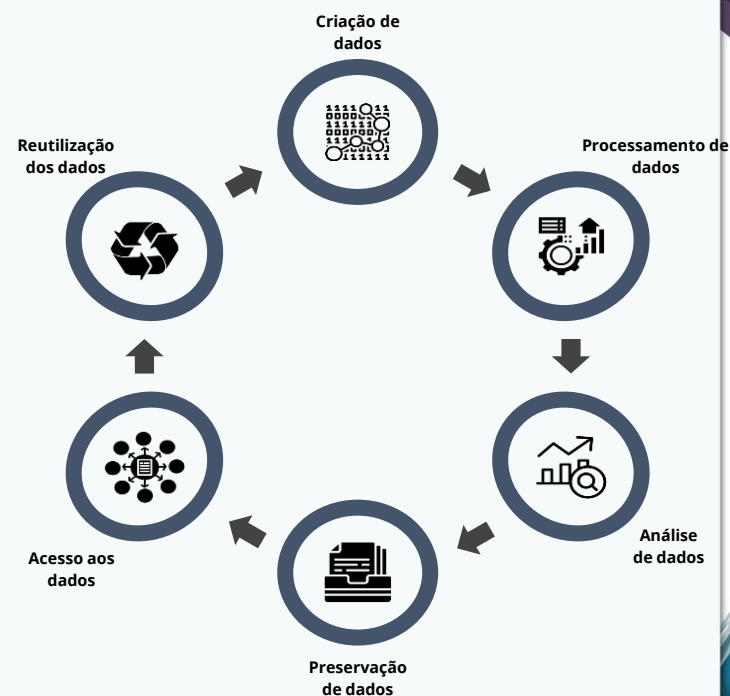 Criação de
dados
Processamento de
dados
Análise
de dados
Preservação
de dados
Acesso aos
dados
Reutilização
dos dados